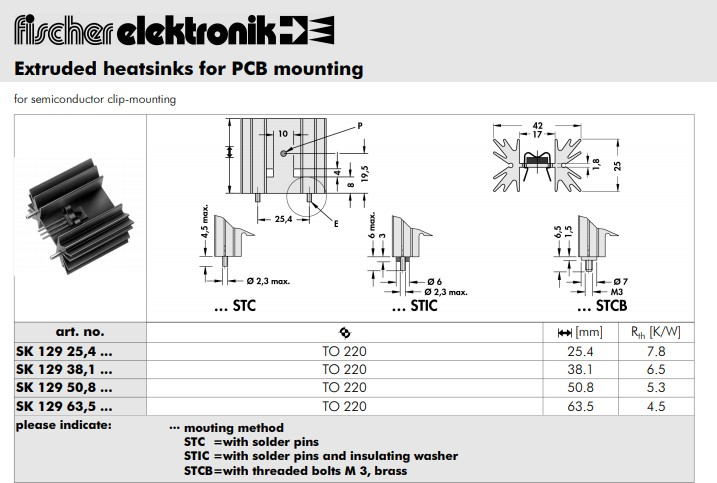 fischer elektronik
Extruded heatsinks for PCB mounting
for semiconductor clip-mounting
10
P
4
8
19,5
25,4
E
42
17
1,8
25
4,5 max.
Ø 2,3 max.
... STC
6 max.
3
Ø 6
Ø 2,3 max.
... STIC
6,5
1,5
Ø 7
M3
... STCB
art. no. [mm] Rth [K/W]
SK 129 25,4 ... TO 220 25.4 7.8
SK 129 38,1 ... TO 220 38.1 6.5
SK 129 50,8 ... TO 220 50.8 5.3
SK 129 63,5 ... TO 220 63.5 4.5
please indicate: ... mouting method
STC =with solder pins
STIC =with solder pins and insulating washer
STCB=with threaded bolts M 3, brass